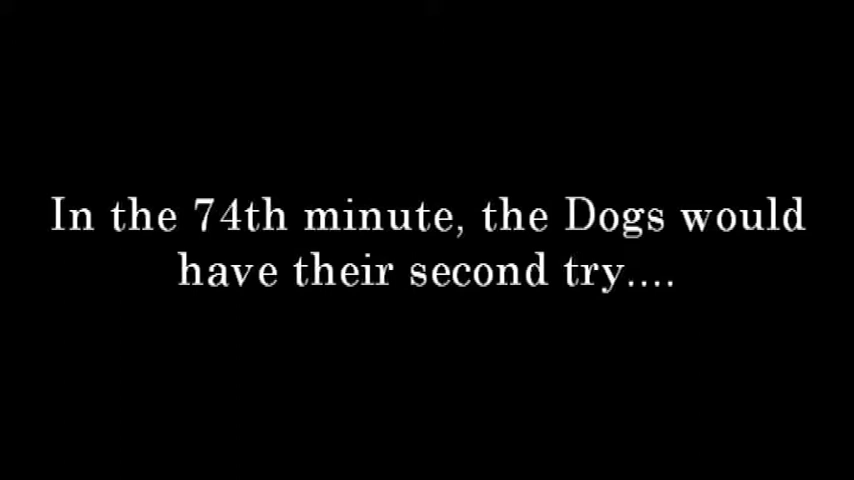 In the 74th minute, the Dogs would
have their second try....